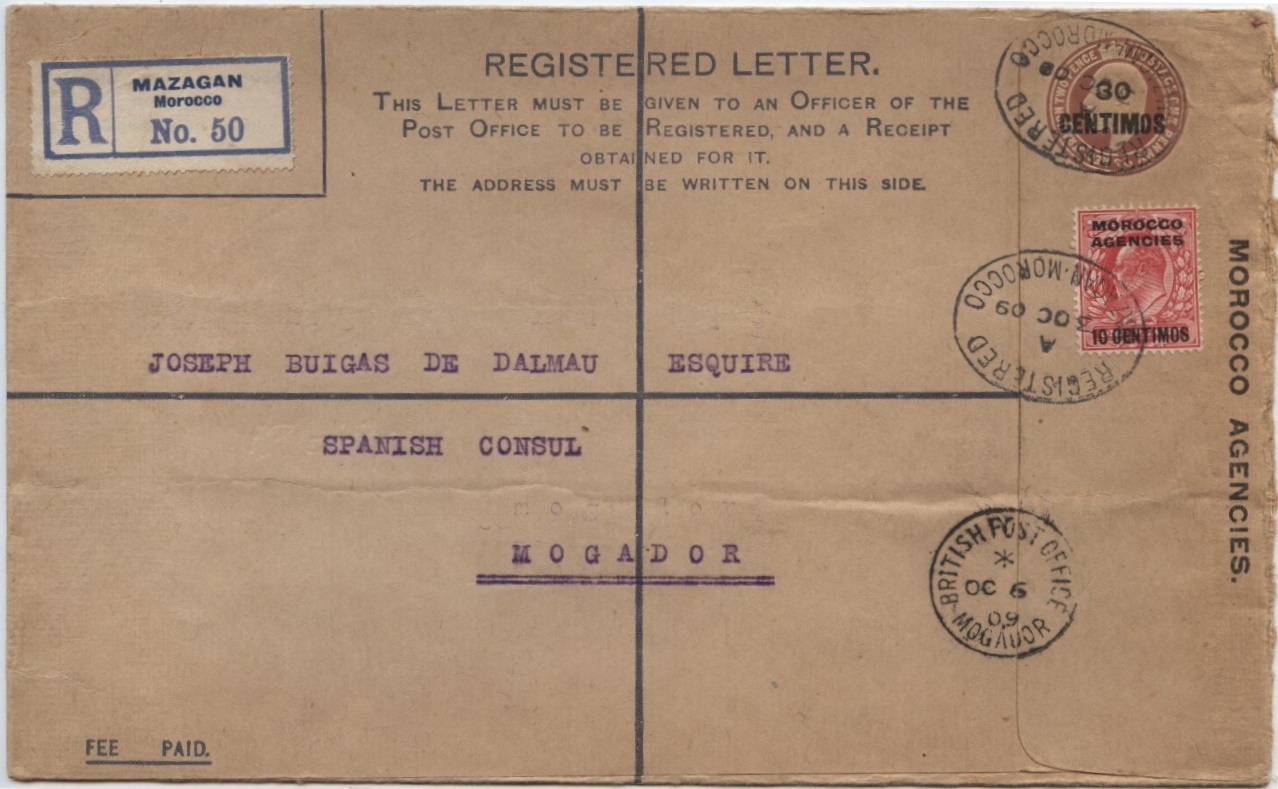 R
MAZAGAN
Morocco
No. 50
REGISTERED LETTER.
THIS LETTER MUST BE GIVEN TO AN OFFICER OF THE
POST OFFICE TO BE REGISTERED, AND A RECEIPT
OBTAINED FOR IT.
THE ADDRESS MUST BE WRITTEN ON THIS SIDE.
30
CENTIMOS
REGISTERED
MOROCCO
MOROCCO
AGENCIES
10 CENTIMOS
REGISTERED
MOROCCO
A
3 OC 09
MOROCCO AGENCIES.
JOSEPH BUIGAS DE DALMAU ESQUIRE
SPANISH CONSUL
MOGADOR
BRITISH POST OFFICE
MOGADOR
OC 6
09
FEE PAID.